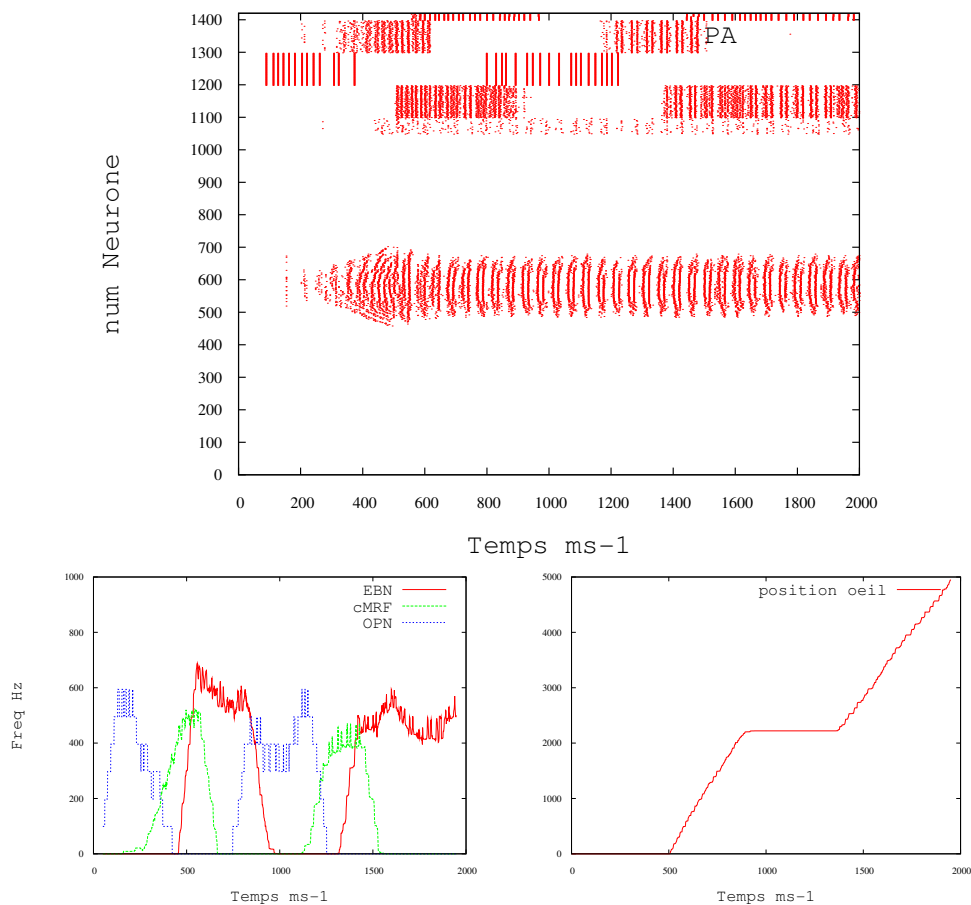 1400
1300
1200
1100
1000
900
800
700
600
500
400
300
200
100
0
num Neurone
PA
0 200 400 600 800 1000 1200 1400 1600 1800 2000
Temps ms-1
1000
800
600
400
200
0
Freq Hz
EBN
cMRF
OPN
0 500 1000 1500 2000
Temps ms-1
5000
4000
3000
2000
1000
0
position oeil
0 500 1000 1500 2000
Temps ms-1